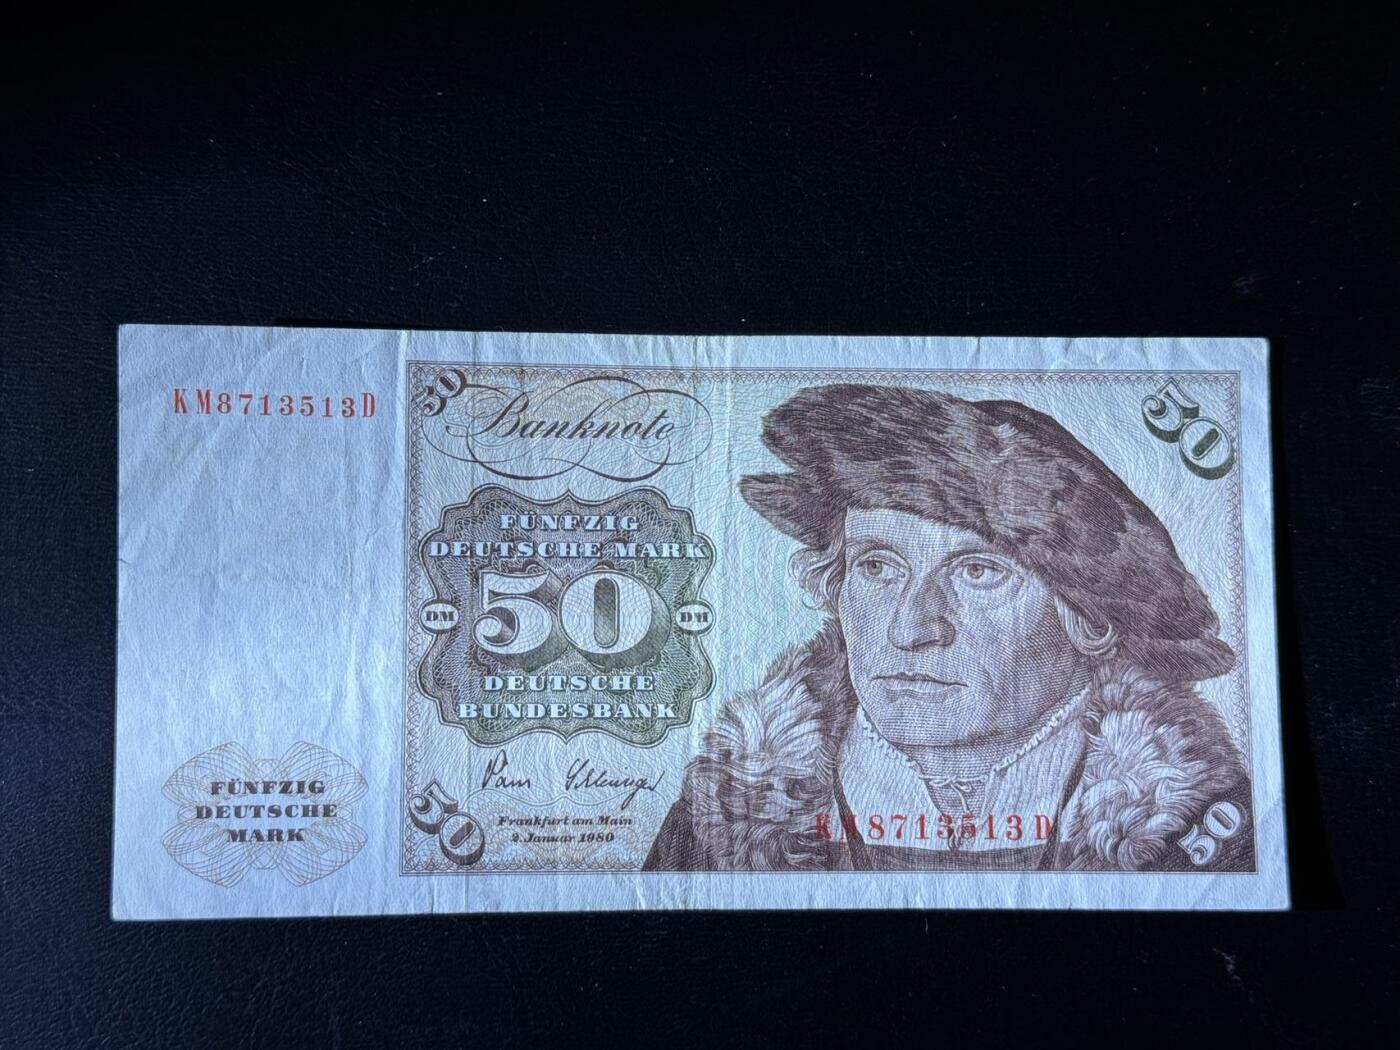 KM8713513D
50
Banknote
50
FÜNFZIG
DEUTSCHE MARK
DM
50
DM
DEUTSCHE
BUNDESBANK
FÜNFZIG
DEUTSCHE
MARK
50
Frankfurt am Main
2. Januar 1980
KM8713513D
50